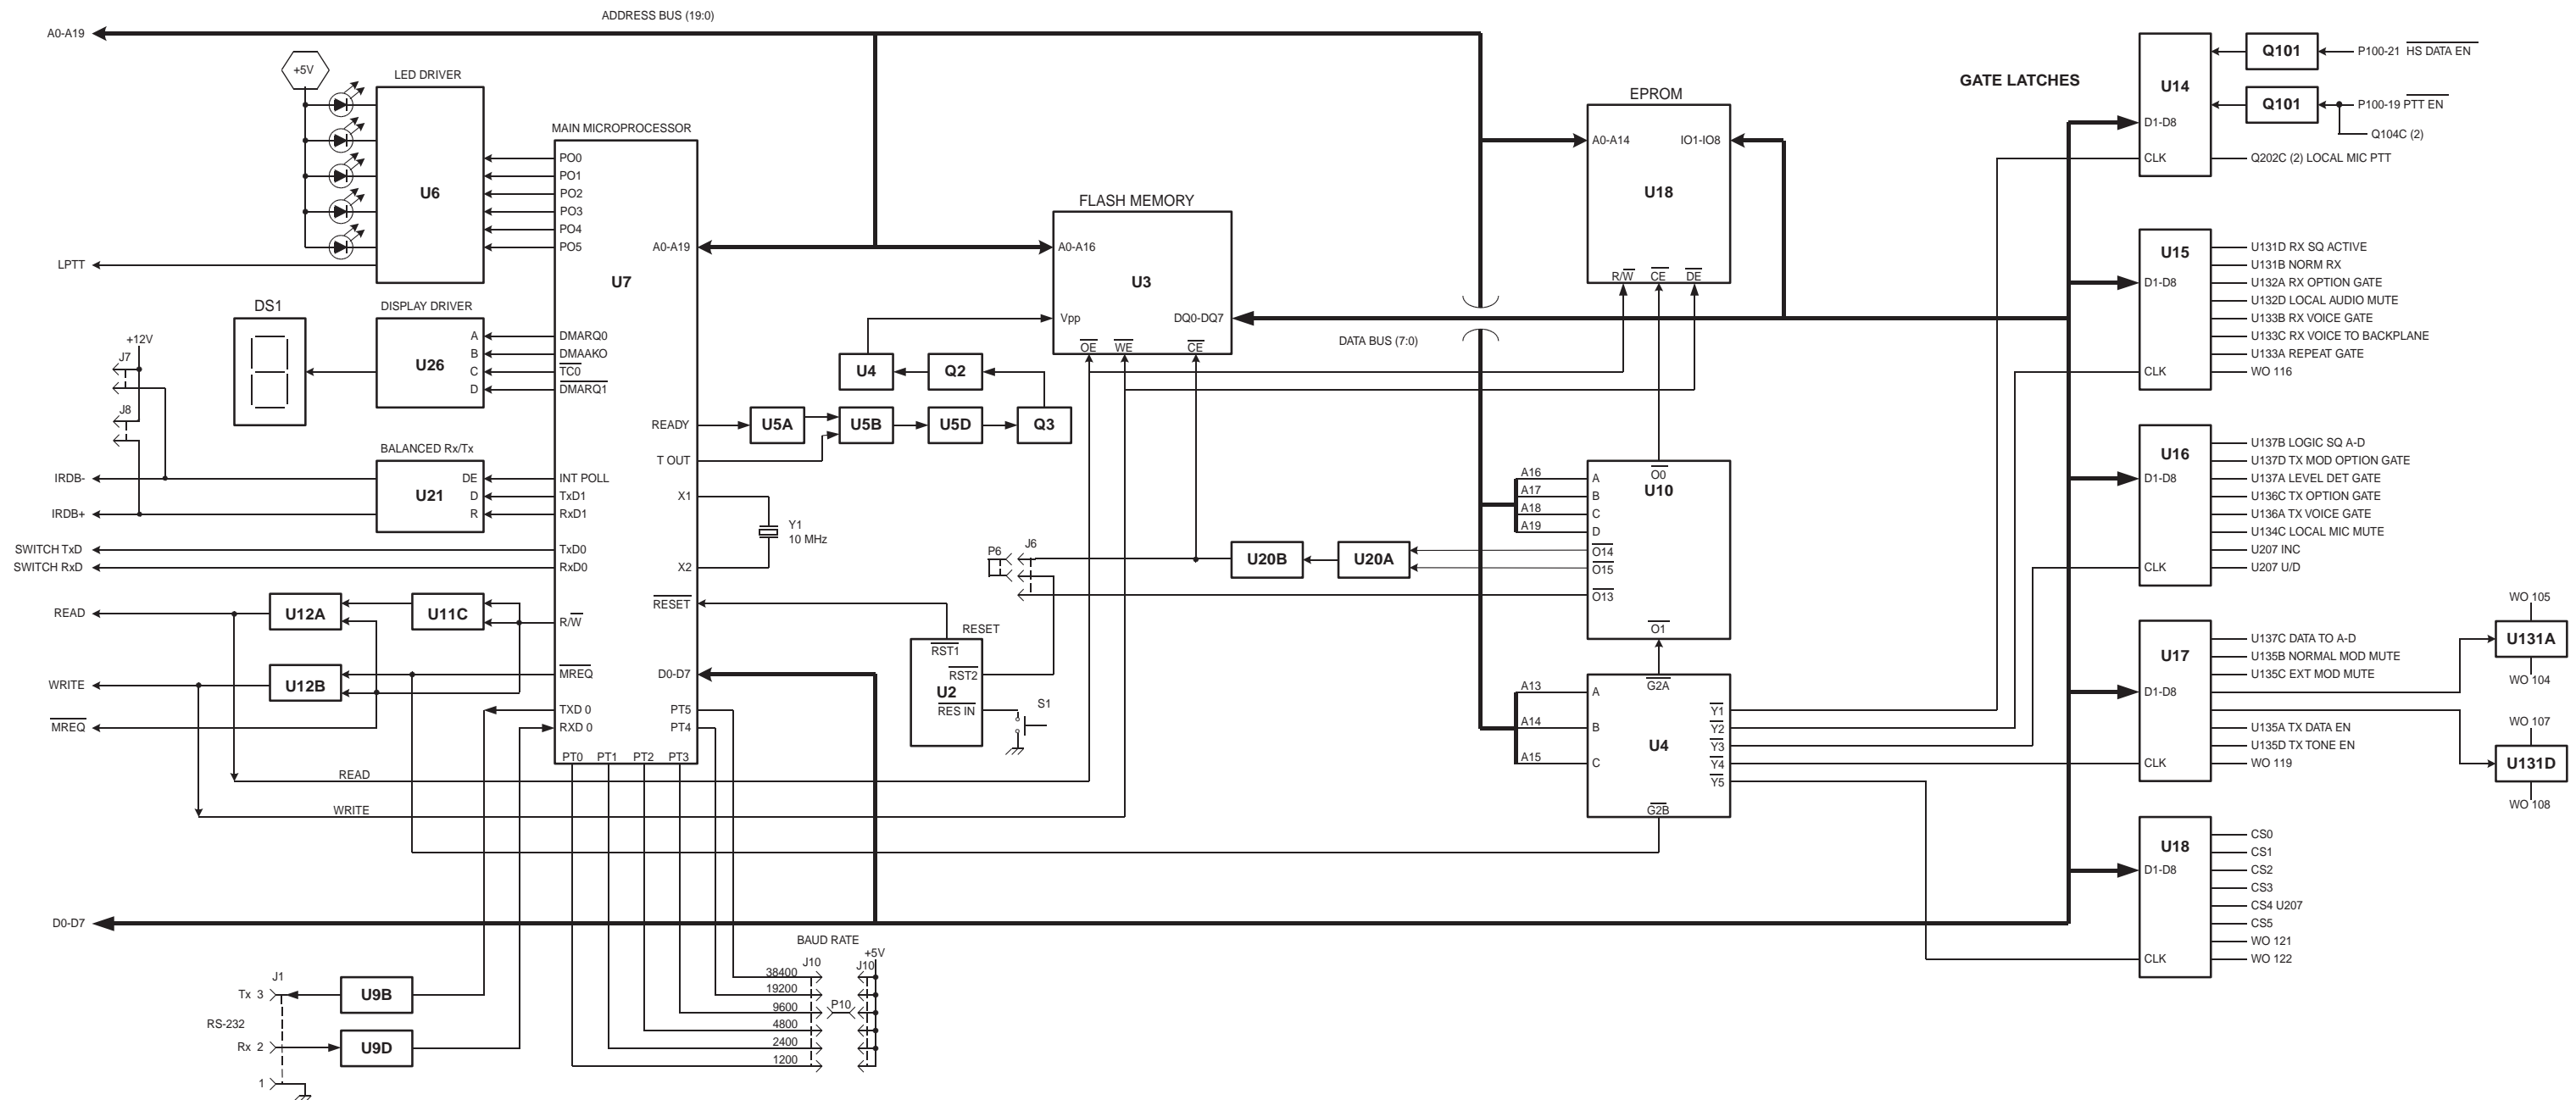 ADDRESS BUS (19:0)
A0-A19
+5V
LED DRIVER
U6
LPTT
MAIN MICROPROCESSOR
PO0
PO1
PO2
PO3
PO4
PO5
A0-A19
U7
DS1
DISPLAY DRIVER
U26
A
B
C
D
DMARQ0
DMAAKO
TC0
DMARQ1
+12V
J7
J8
BALANCED Rx/Tx
U21
DE
D
R
INT POLL
TxD1
RxD1
IRDB-
IRDB+
SWITCH TxD
SWITCH RxD
TxD0
RxD0
READ
U12A
U11C
R/W
WRITE
U12B
MREQ
MREQ
TXD 0
RXD 0
PT0
PT1
PT2
PT3
PT5
PT4
D0-D7
READY
T OUT
X1
X2
RESET
Y1
10 MHz
U5A
U5B
U5D
Q3
U4
Q2
FLASH MEMORY
A0-A16
U3
Vpp
DQ0-DQ7
OE
WE
CE
DATA BUS (7:0)
EPROM
A0-A14
IO1-IO8
U18
R/W
CE
DE
A16
A17
A18
A19
A
B
C
D
O0
U10
O14
O15
O13
O1
U20B
U20A
P6
J6
RESET
RST1
RST2
U2
RES IN
S1
A13
A14
A15
A
B
C
G2A
U4
Y1
Y2
Y3
Y4
Y5
G2B
READ
WRITE
D0-D7
BAUD RATE
+5V
J10
J10
38400
19200
9600
4800
2400
1200
P10
J1
Tx 3
RS-232
Rx 2
1
U9B
U9D
GATE LATCHES
U14
D1-D8
CLK
Q101
P100-21 HS DATA EN
Q101
P100-19 PTT EN
Q104C (2)
Q202C (2) LOCAL MIC PTT
U15
D1-D8
CLK
U131D RX SQ ACTIVE
U131B NORM RX
U132A RX OPTION GATE
U132D LOCAL AUDIO MUTE
U133B RX VOICE GATE
U133C RX VOICE TO BACKPLANE
U133A REPEAT GATE
WO 116
U16
D1-D8
CLK
U137B LOGIC SQ A-D
U137D TX MOD OPTION GATE
U137A LEVEL DET GATE
U136C TX OPTION GATE
U136A TX VOICE GATE
U134C LOCAL MIC MUTE
U207 INC
U207 U/D
U17
D1-D8
CLK
U137C DATA TO A-D
U135B NORMAL MOD MUTE
U135C EXT MOD MUTE
U135A TX DATA EN
U135D TX TONE EN
WO 119
WO 105
U131A
WO 104
WO 107
U131D
WO 108
U18
D1-D8
CLK
CS0
CS1
CS2
CS3
CS4 U207
CS5
WO 121
WO 122